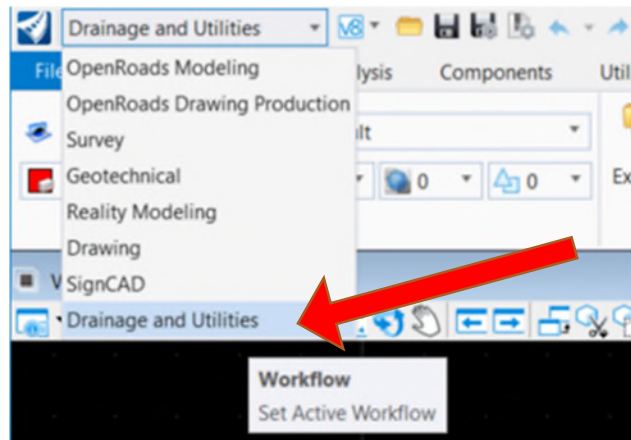 Drainage and Utilities
V8
File
OpenRoads Modeling
lysis
Components
Util
OpenRoads Drawing Production
Survey
lt
Geotechnical
0
0
Ex
Reality Modeling
Drawing
V
SignCAD
Drainage and Utilities
Workflow
Set Active Workflow